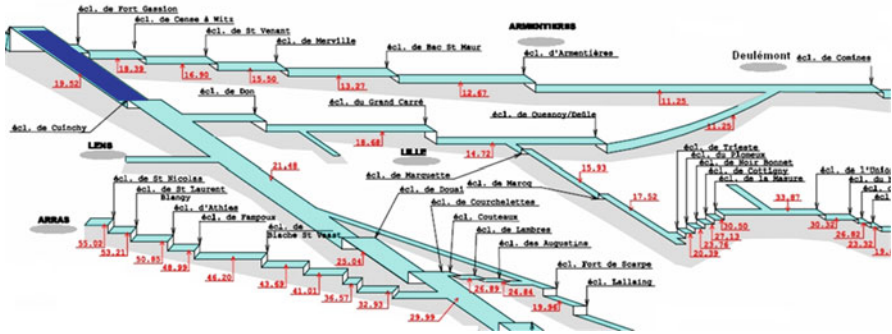 écl. de Fort Gassion
écl. de Cense à Witz
écl. de St Venant
écl. de Merville
écl. de Bac St Maur
ARMENTIERES
écl. d'Armentières
Deulémont
écl. de Comines
19.52
18.39
16.90
15.50
13.27
12.67
11.25
écl. de Don
écl. du Grand Carré
écl. de Quesnoy/Deûle
11.25
écl. de Cuinchy
18.68
14.72
LENS
LILLE
21.48
15.93
écl. de Trieste
écl. du Plomeux
écl. de Noir Bonnet
écl. de Cottigny
écl. de la Masure
écl. de Marquette
écl. de Marcq
17.52
33.87
écl. de l'Union
écl. de St Nicolas
écl. de St Laurent
Blangy
écl. d'Athies
écl. de Fampoux
écl. de
Biache St Vaast
écl. de Douai
écl. de Courchelettes
écl. Couteaux
écl. de Lambres
écl. des Augustins
écl. Fort de Scarpe
écl. Lallaing
ARRAS
30.50
27.13
23.76
20.39
30.32
26.82
23.32
55.02
53.21
50.85
48.99
46.20
43.63
41.01
36.57
32.93
25.04
29.99
26.89
24.84
19.96